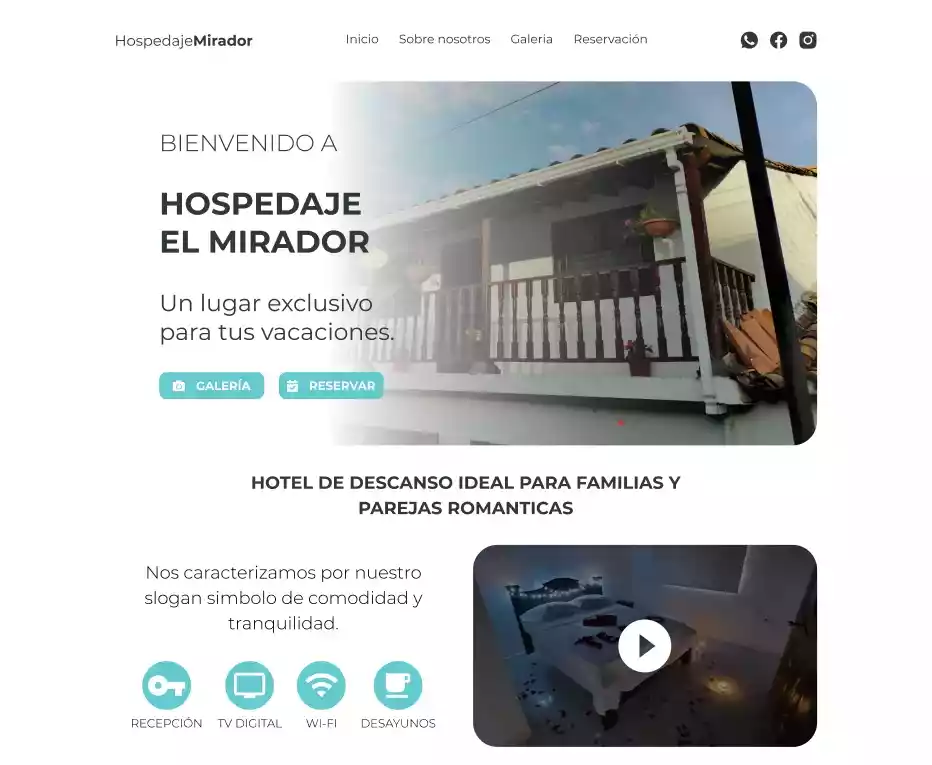 HospedajeMirador
Inicio Sobre nosotros Galeria Reservación
BIENVENIDO A
HOSPEDAJE
EL MIRADOR
Un lugar exclusivo
para tus vacaciones.
GALERÍA RESERVAR
HOTEL DE DESCANSO IDEAL PARA FAMILIAS Y
PAREJAS ROMANTICAS
Nos caracterizamos por nuestro
slogan simbolo de comodidad y
tranquilidad.
RECEPCIÓN TV DIGITAL WI-FI DESAYUNOS